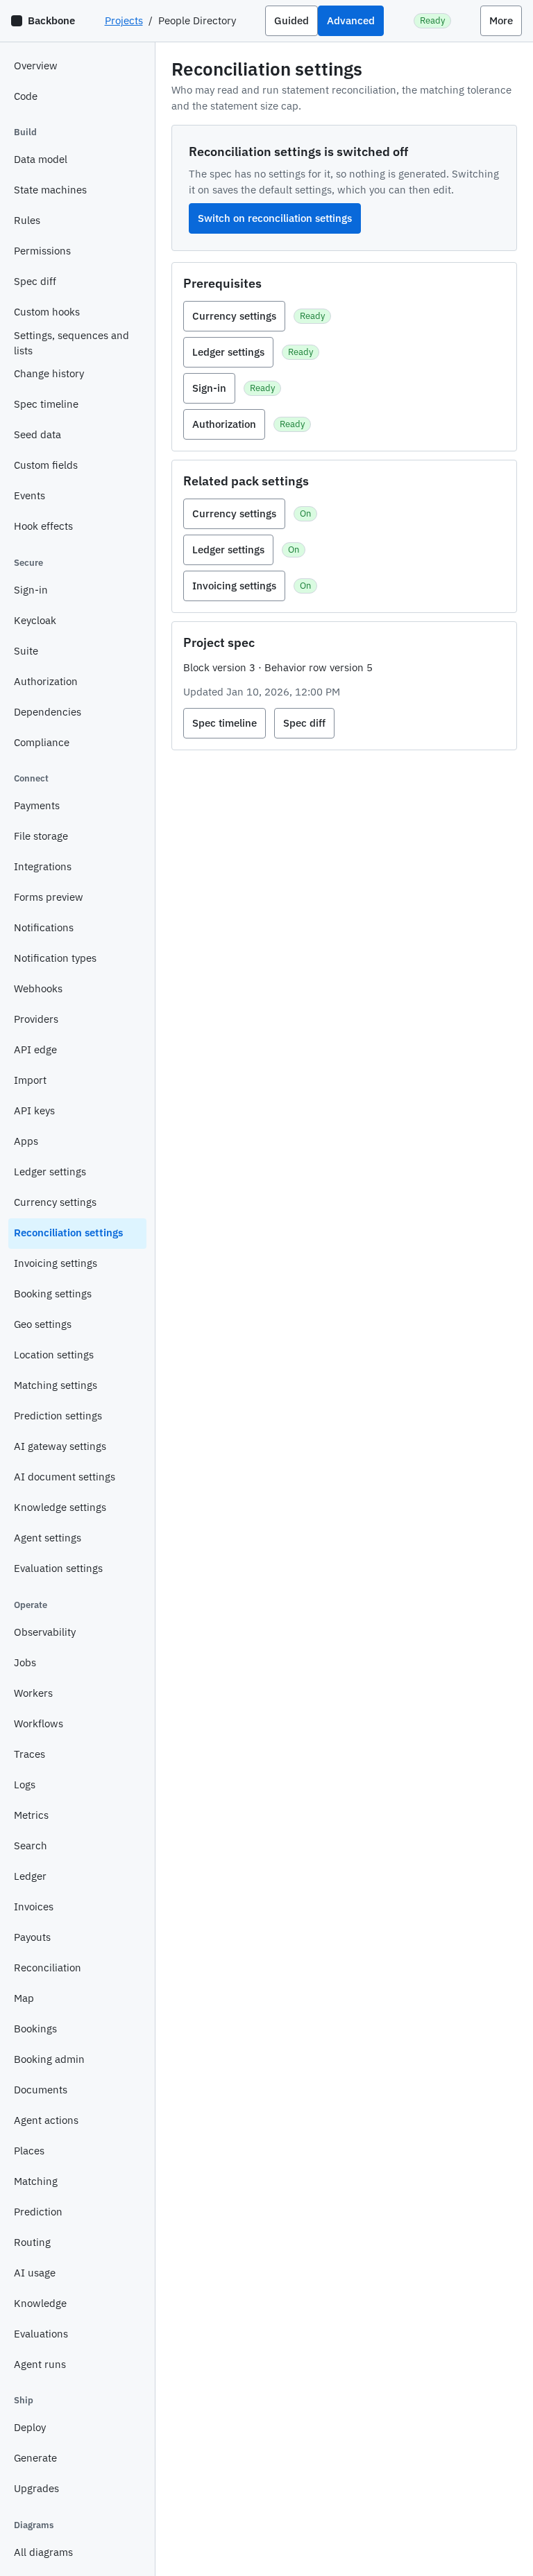 Backbone
Projects / People Directory
Guided
Advanced
Ready
More
Overview
Code
Build
Data model
State machines
Rules
Permissions
Spec diff
Custom hooks
Settings, sequences and
lists
Change history
Spec timeline
Seed data
Custom fields
Events
Hook effects
Secure
Sign-in
Keycloak
Suite
Authorization
Dependencies
Compliance
Connect
Payments
File storage
Integrations
Forms preview
Notifications
Notification types
Webhooks
Providers
API edge
Import
API keys
Apps
Ledger settings
Currency settings
Reconciliation settings
Invoicing settings
Booking settings
Geo settings
Location settings
Matching settings
Prediction settings
AI gateway settings
AI document settings
Knowledge settings
Agent settings
Evaluation settings
Operate
Observability
Jobs
Workers
Workflows
Traces
Logs
Metrics
Search
Ledger
Invoices
Payouts
Reconciliation
Map
Bookings
Booking admin
Documents
Agent actions
Places
Matching
Prediction
Routing
AI usage
Knowledge
Evaluations
Agent runs
Ship
Deploy
Generate
Upgrades
Diagrams
All diagrams
Reconciliation settings
Who may read and run statement reconciliation, the matching tolerance
and the statement size cap.
Reconciliation settings is switched off
The spec has no settings for it, so nothing is generated. Switching
it on saves the default settings, which you can then edit.
Switch on reconciliation settings
Prerequisites
Currency settings Ready
Ledger settings Ready
Sign-in Ready
Authorization Ready
Related pack settings
Currency settings On
Ledger settings On
Invoicing settings On
Project spec
Block version 3 · Behavior row version 5
Updated Jan 10, 2026, 12:00 PM
Spec timeline Spec diff